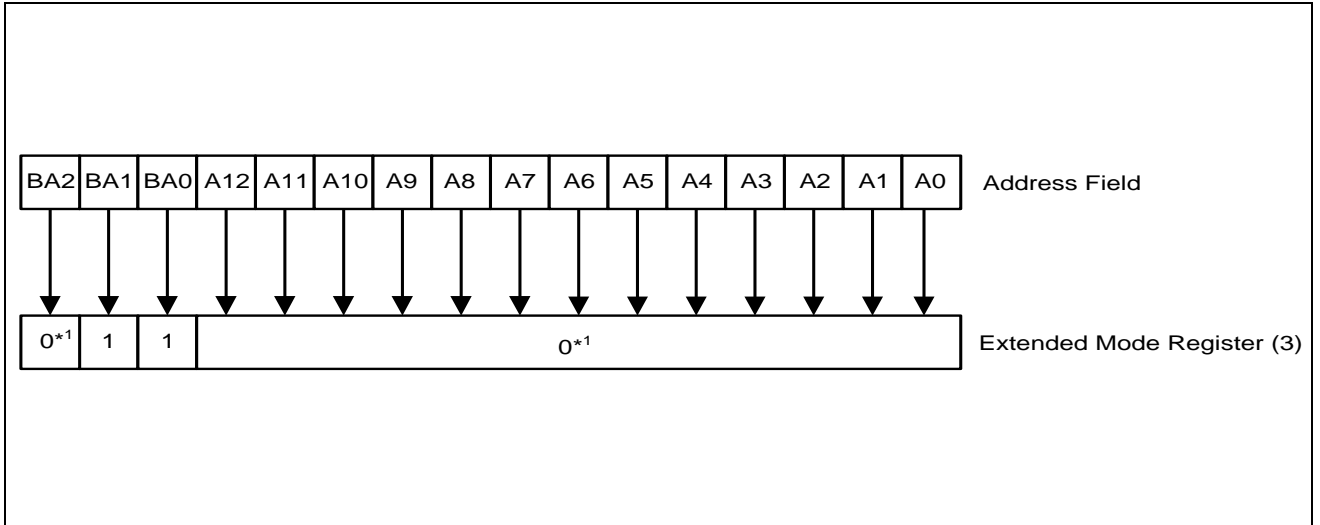 BA2 BA1 BA0 A12 A11 A10 A9 A8 A7 A6 A5 A4 A3 A2 A1 A0 Address Field
0*1 1 1 0*1 Extended Mode Register (3)